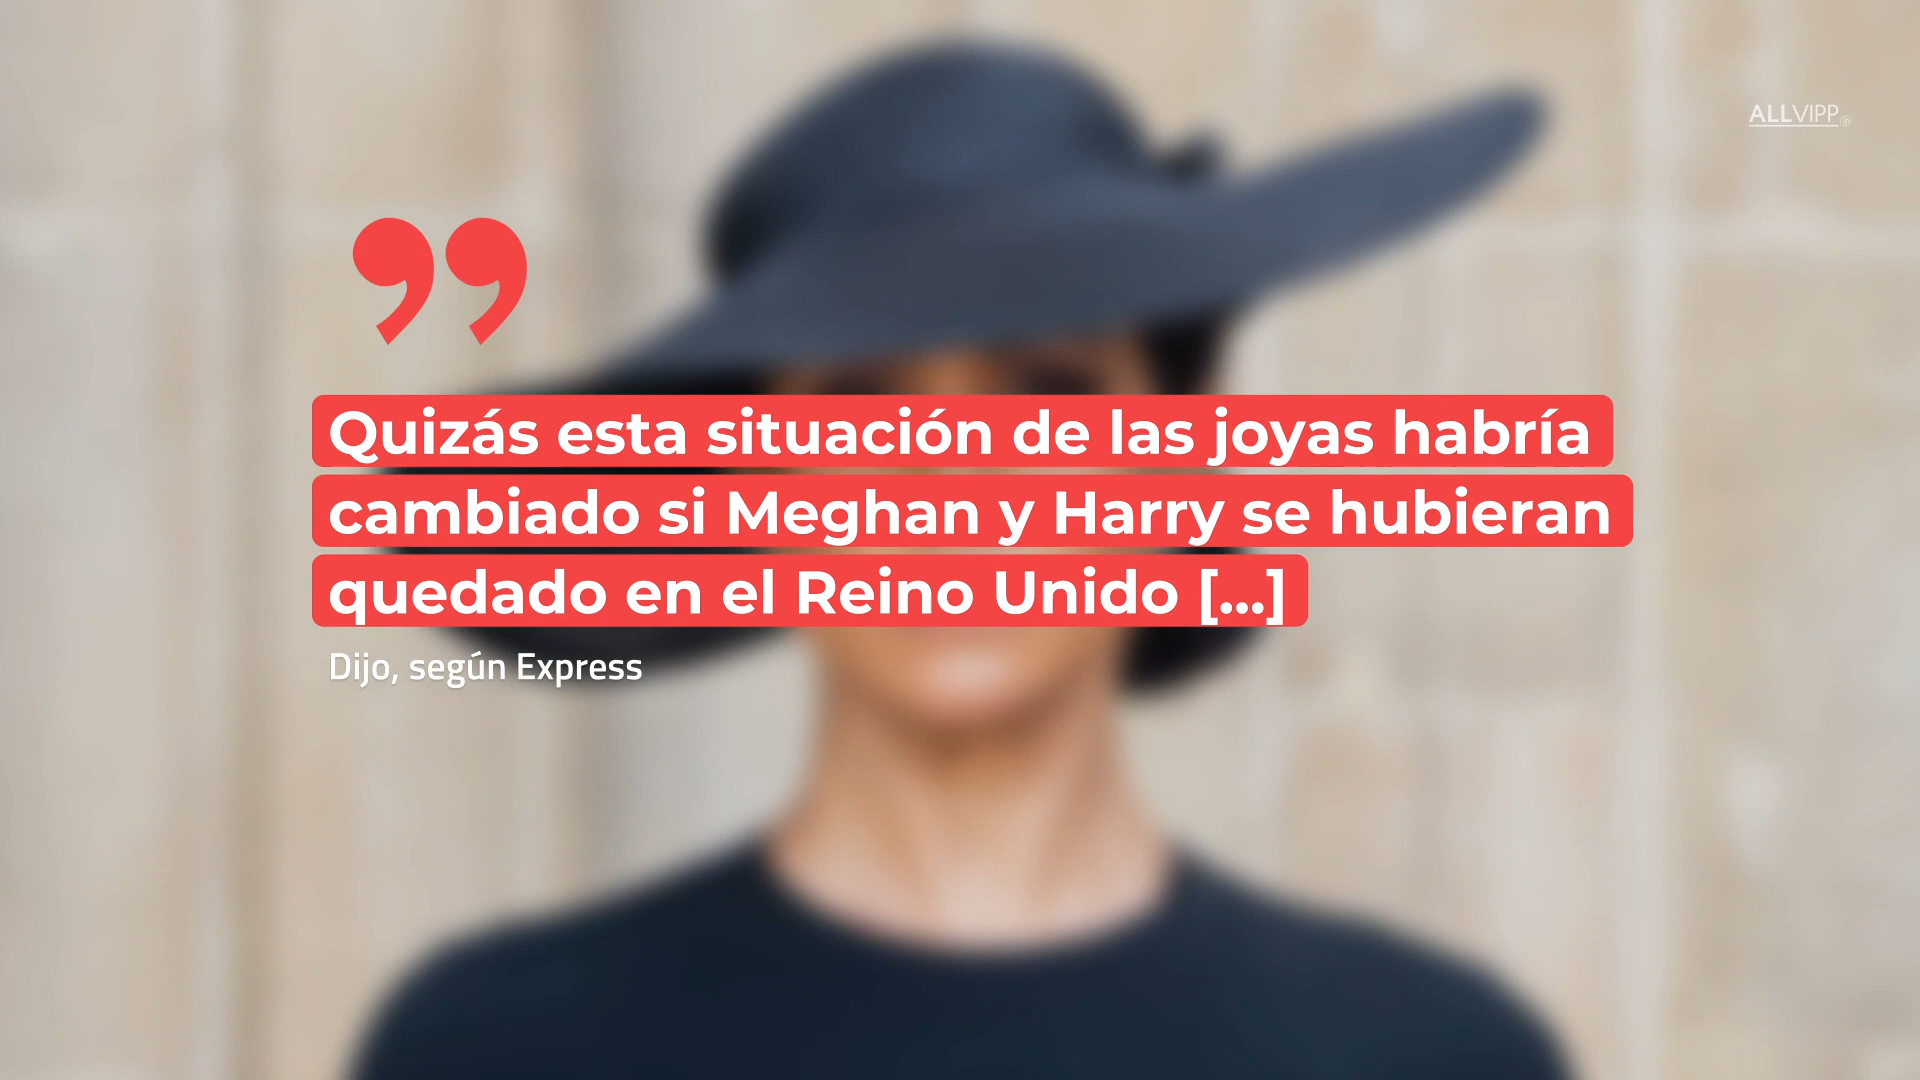 ALLVIPP®
”
Quizás esta situación de las joyas habría
cambiado si Meghan y Harry se hubieran
quedado en el Reino Unido [...]
Dijo, según Express